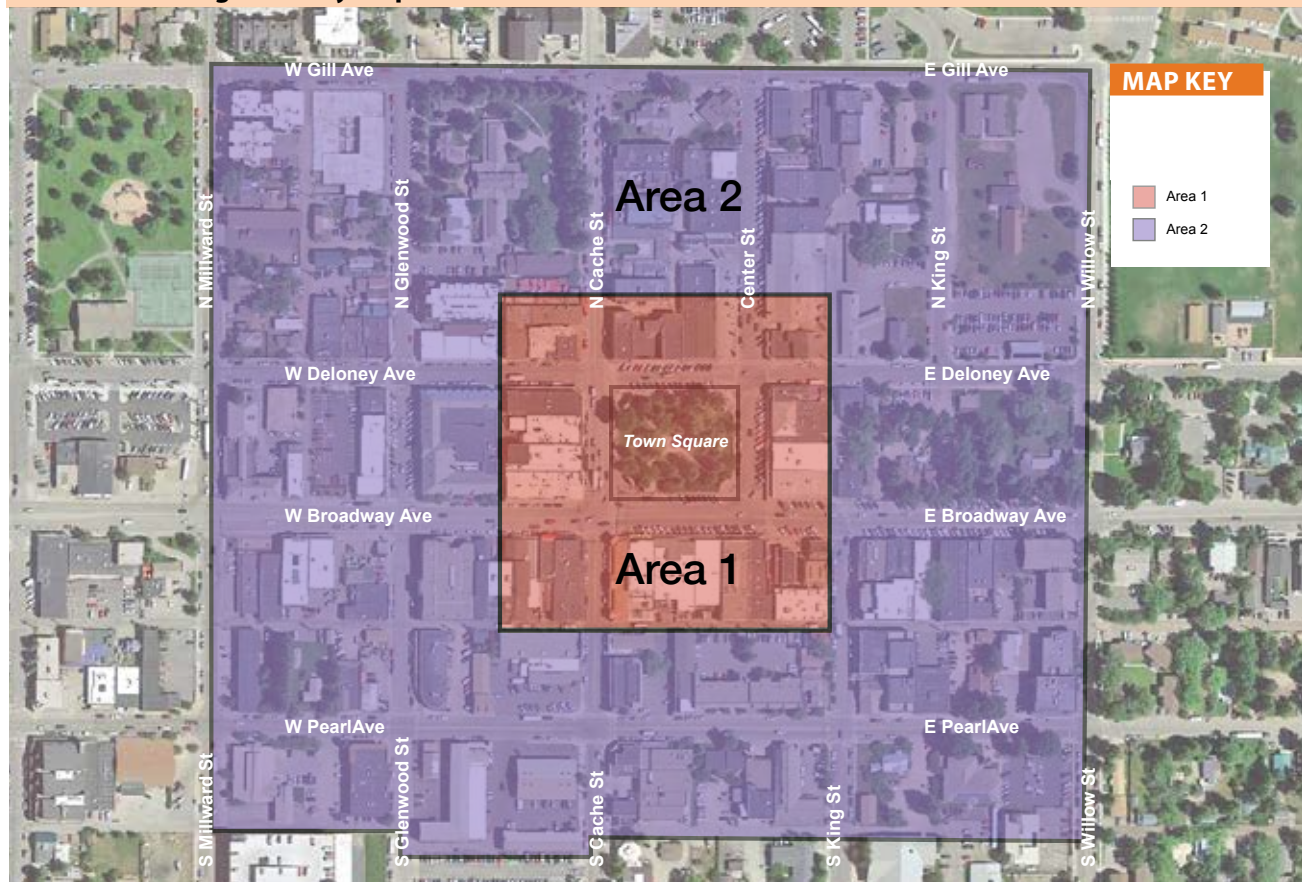 W Gill Ave
E Gill Ave
MAP KEY
Area 1
Area 2
Area 2
N Millward St
N Glenwood St
N Cache St
Center St
N King St
N Willow St
W Deloney Ave
E Deloney Ave
Town Square
W Broadway Ave
E Broadway Ave
Area 1
W PearlAve
E PearlAve
S Millward St
S Glenwood St
S Cache St
S King St
S Willow St